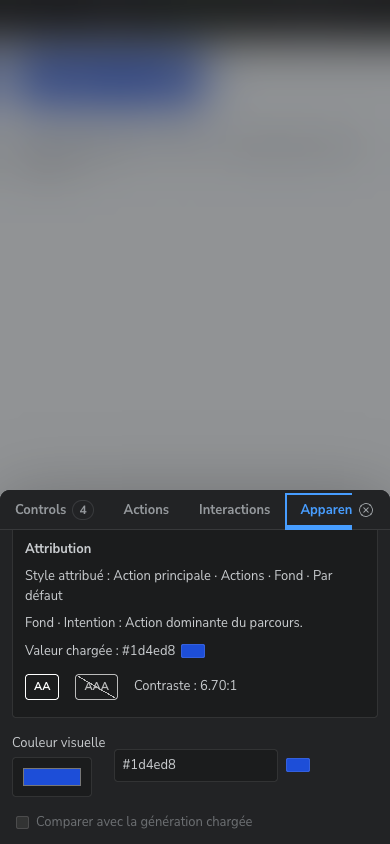 Controls 4 Actions Interactions Apparen
Attribution
Style attribué : Action principale · Actions · Fond · Par
défaut
Fond · Intention : Action dominante du parcours.
Valeur chargée : #1d4ed8
AA AAA Contraste : 6.70:1
Couleur visuelle
#1d4ed8
Comparer avec la génération chargée